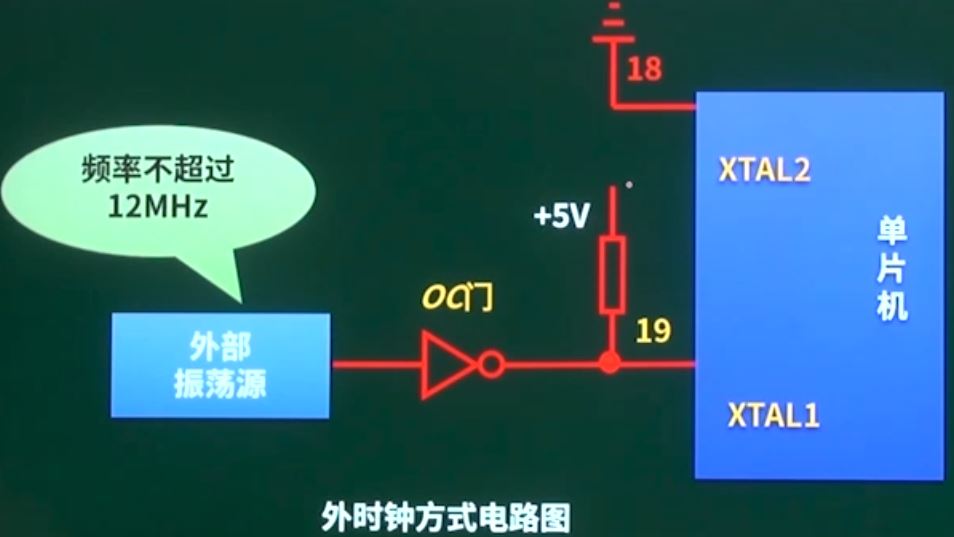 18
频率不超过
12MHz
XTAL2
+5V
单
片
机
OC门
19
外部
振荡源
XTAL1
外时钟方式电路图